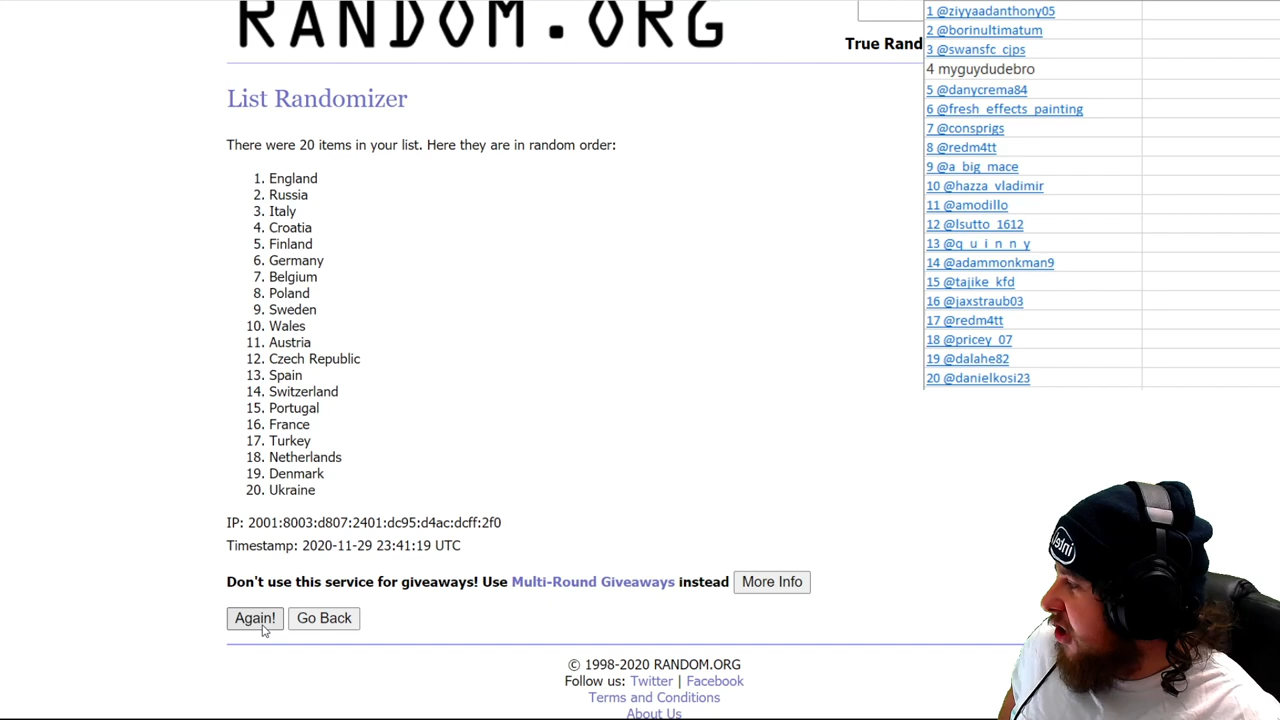 RANDOM.ORG
True Rand
List Randomizer
There were 20 items in your list. Here they are in random order:
1. England
2. Russia
3. Italy
4. Croatia
5. Finland
6. Germany
7. Belgium
8. Poland
9. Sweden
10. Wales
11. Austria
12. Czech Republic
13. Spain
14. Switzerland
15. Portugal
16. France
17. Turkey
18. Netherlands
19. Denmark
20. Ukraine
IP: 2001:8003:d807:2401:dc95:d4ac:dcff:2f0
Timestamp: 2020-11-29 23:41:19 UTC
Don't use this service for giveaways! Use Multi-Round Giveaways instead More Info
Again! Go Back
© 1998-2020 RANDOM.ORG
Follow us: Twitter | Facebook
Terms and Conditions
About Us
1 @ziyyaadanthony05
2 @borinultimatum
3 @swansfc_cjps
4 myguydudebro
5 @danycrema84
6 @fresh_effects_painting
7 @consprigs
8 @redm4tt
9 @a_big_mace
10 @hazza_vladimir
11 @amodillo
12 @lsutto_1612
13 @q_u_i_n_n_y
14 @adammonkman9
15 @tajike_kfd
16 @jaxstraub03
17 @redm4tt
18 @pricey_07
19 @dalahe82
20 @danielkosi23
intel